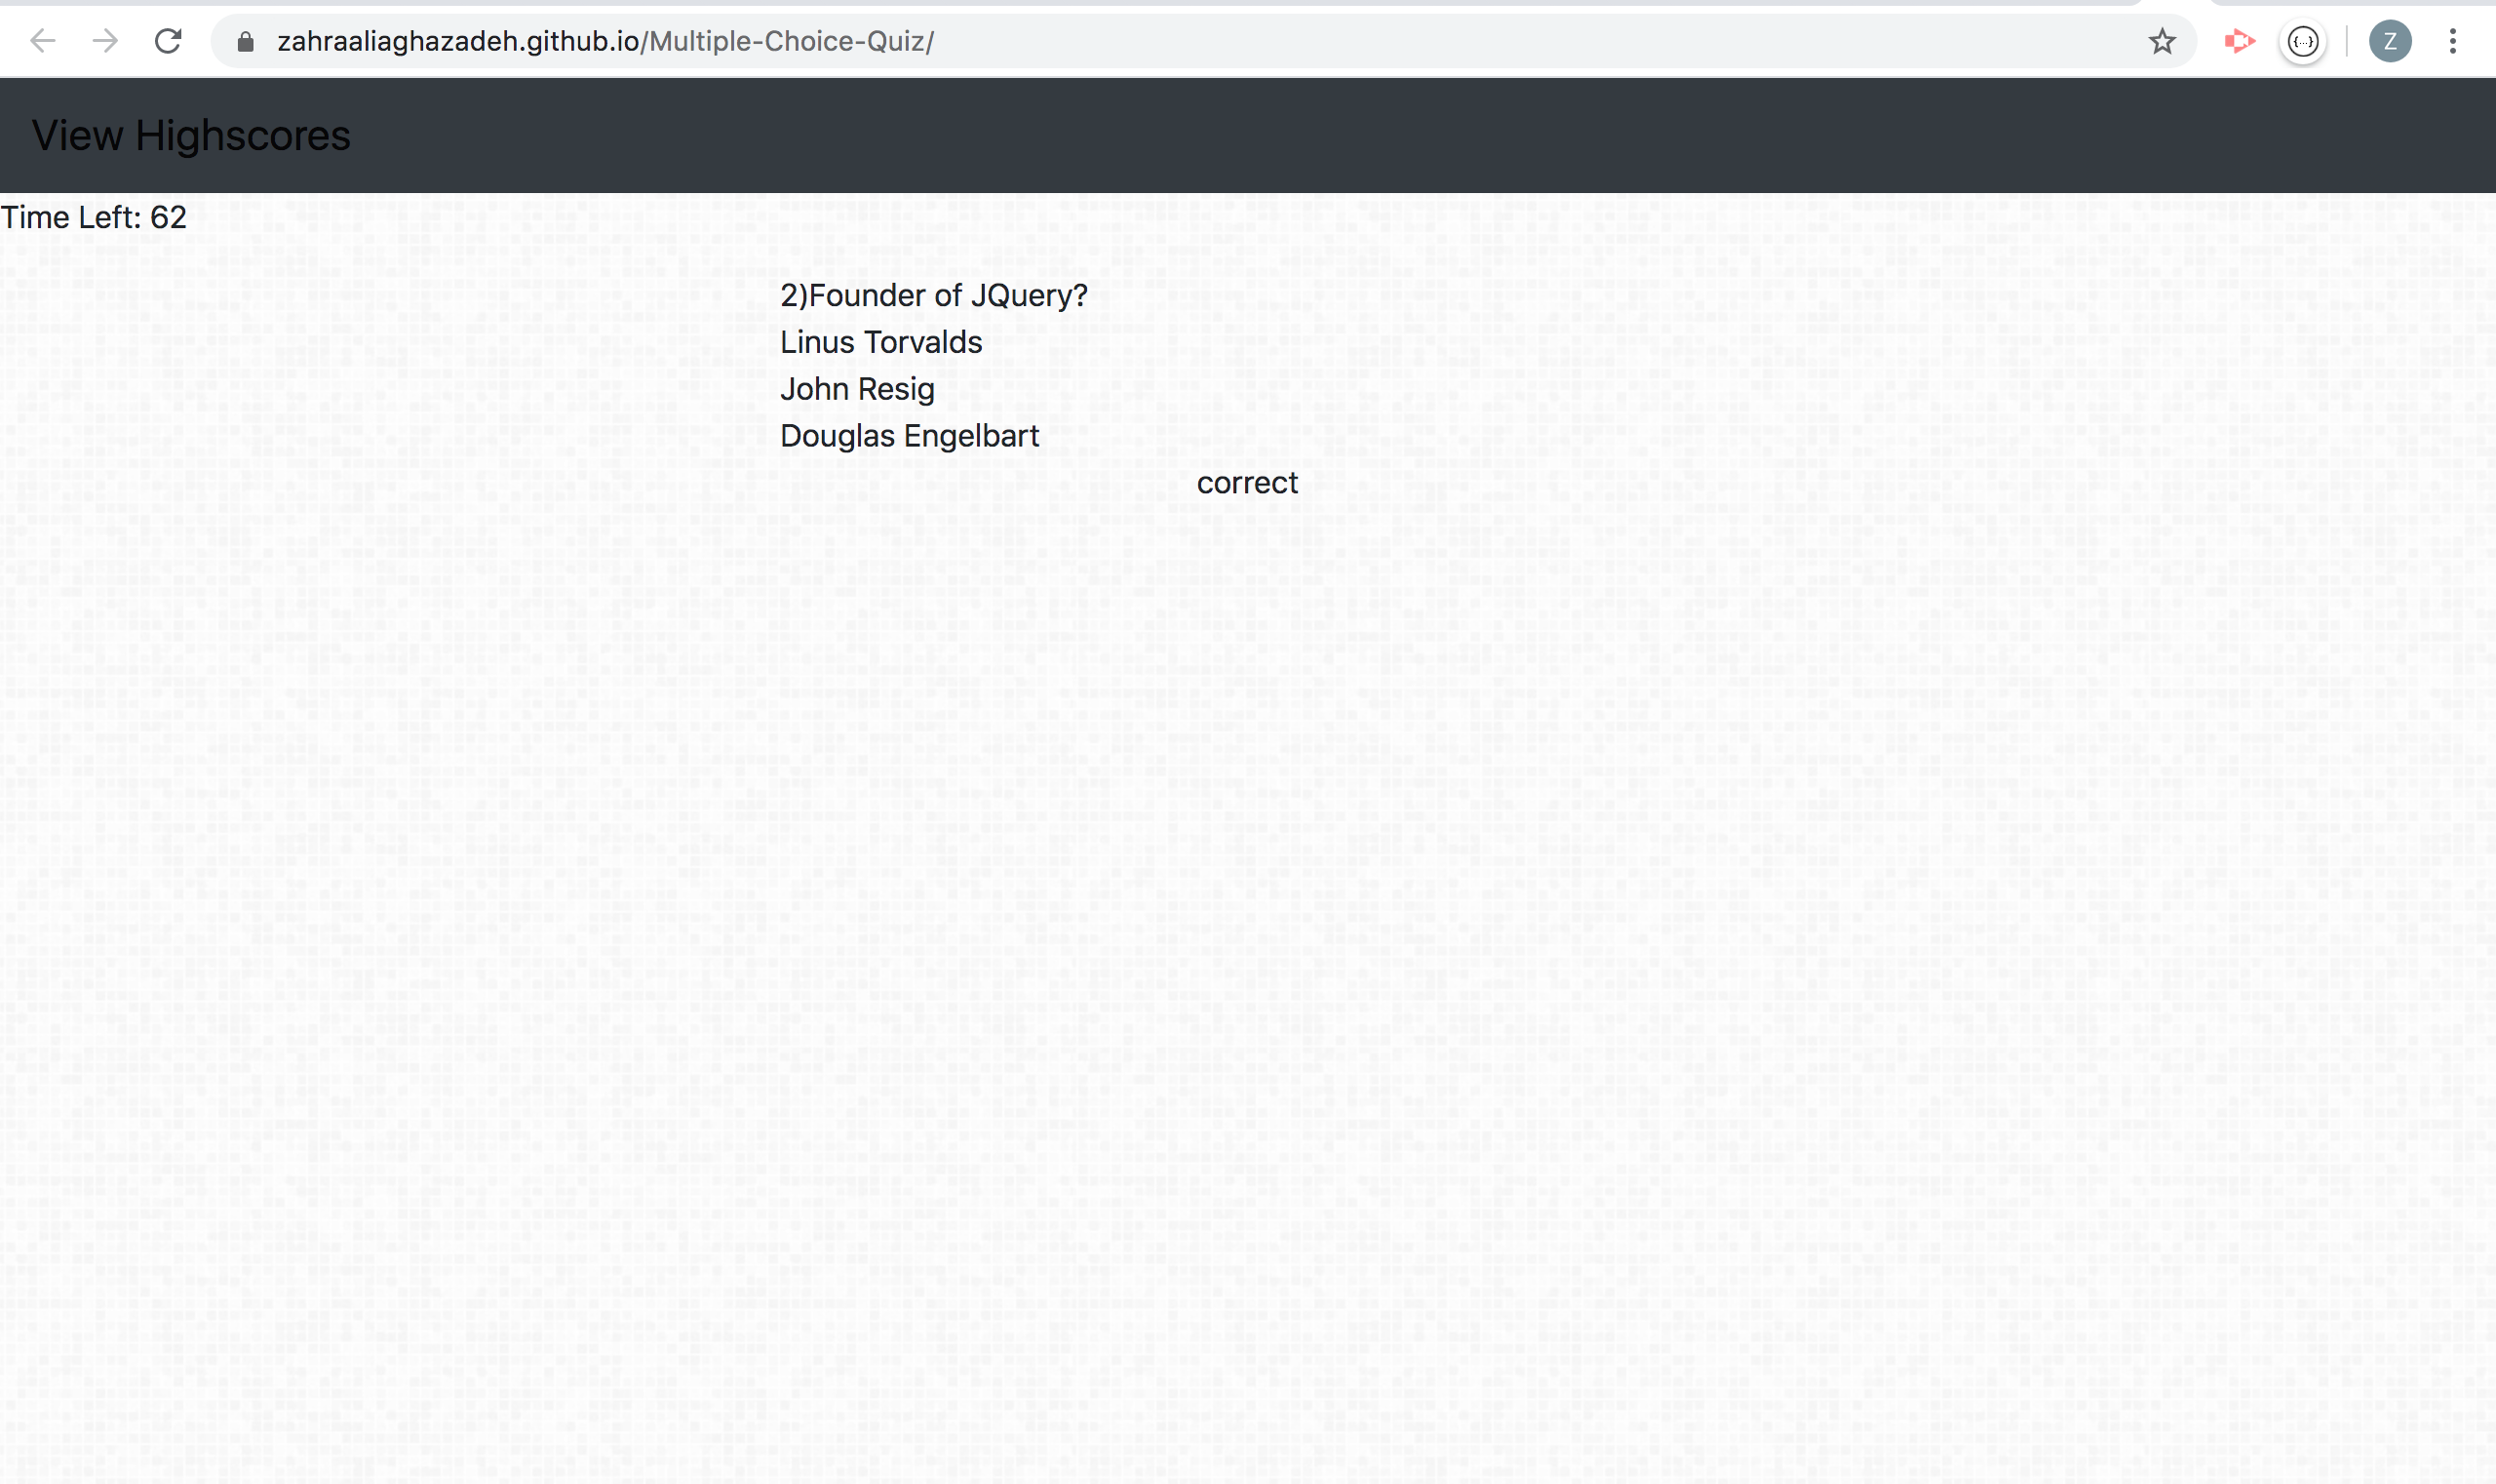 zahraaliaghazadeh.github.io/Multiple-Choice-Quiz/
{...}
Z
View Highscores
Time Left: 62
2)Founder of JQuery?
Linus Torvalds
John Resig
Douglas Engelbart
correct